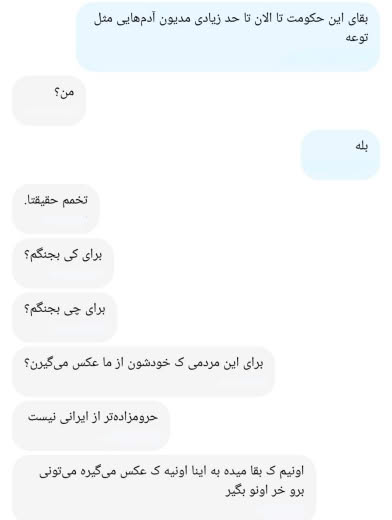 بقای این حکومت تا الان تا حد زیادی مدیون آدم‌هایی مثل
توعه
من؟
بله
تخمم حقیقتا.
برای کی بجنگم؟
برای چی بجنگم؟
برای این مردمی ک خودشون از ما عکس می‌گیرن؟
حرومزاده‌تر از ایرانی نیست
اونیم ک بقا میده به اینا اونیه ک عکس می‌گیره می‌تونی
برو خر اونو بگیر